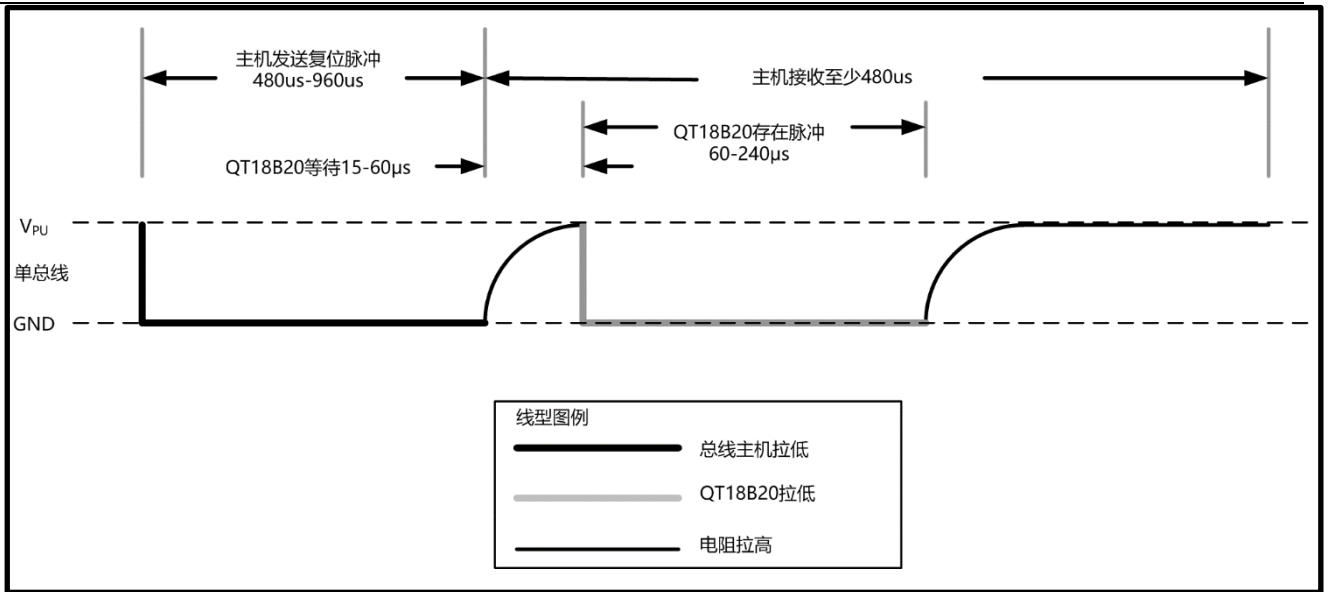 主机发送复位脉冲
480us-960us
主机接收至少480us
QT18B20存在脉冲
60-240μs
QT18B20等待15-60μs
VPU
单总线
GND
线型图例
总线主机拉低
QT18B20拉低
电阻拉高